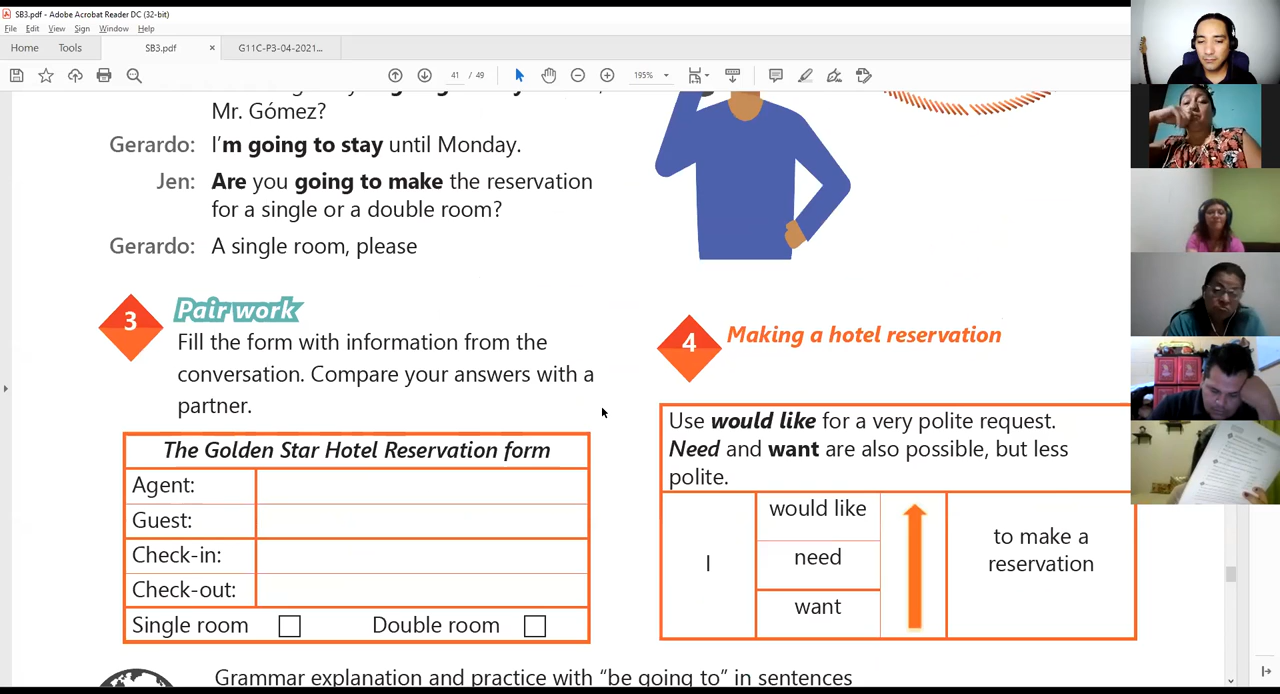 SB3.pdf - Adobe Acrobat Reader DC (32-bit)
File Edit View Sign Window Help
Home Tools SB3.pdf × G11C-P3-04-2021...
41 / 49 195%
Mr. Gómez?
Gerardo: I'm going to stay until Monday.
Jen: Are you going to make the reservation
for a single or a double room?
Gerardo: A single room, please
3 Pair work
Fill the form with information from the
conversation. Compare your answers with a
partner.
The Golden Star Hotel Reservation form
Agent:
Guest:
Check-in:
Check-out:
Single room Double room
4 Making a hotel reservation
Use would like for a very polite request.
Need and want are also possible, but less
polite.
I
would like
need
want
to make a
reservation
Grammar explanation and practice with “be going to” in sentences